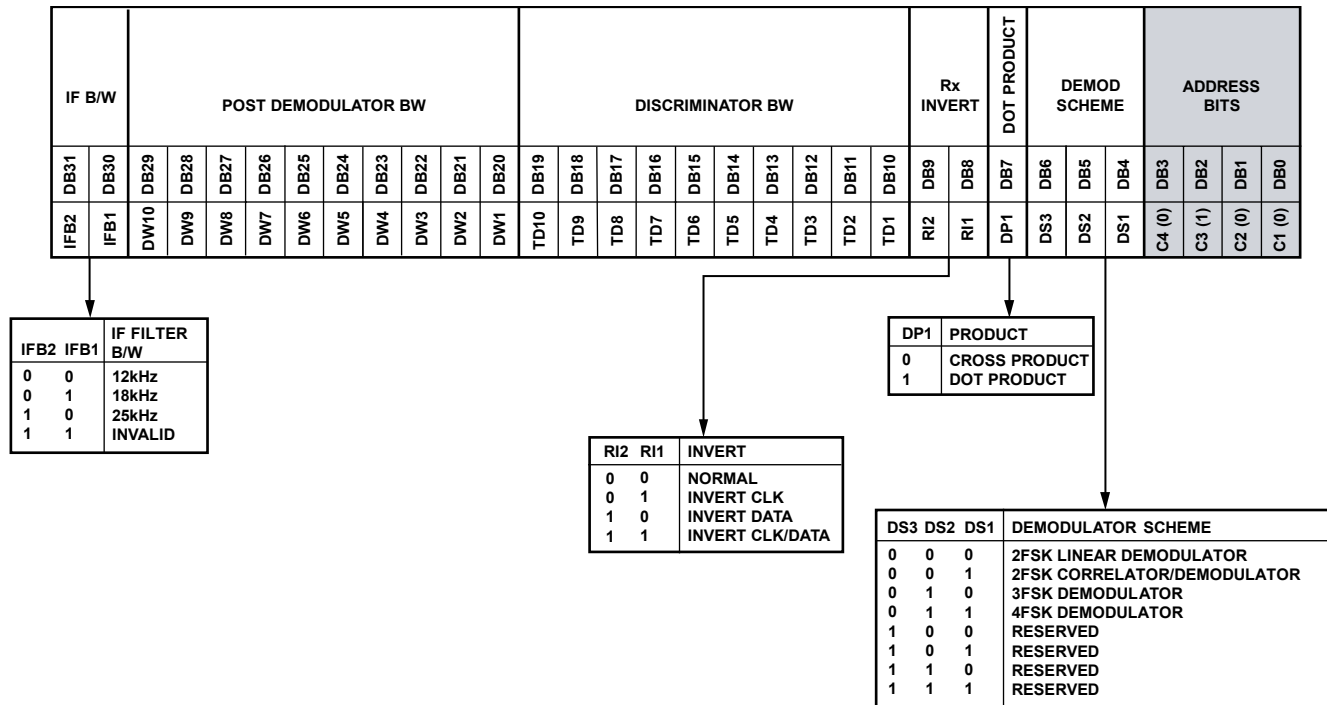 IF B/W
POST DEMODULATOR BW
DISCRIMINATOR BW
Rx
INVERT
DOT PRODUCT
DEMOD
SCHEME
ADDRESS
BITS
DB31 DB30 DB29 DB28 DB27 DB26 DB25 DB24 DB23 DB22 DB21 DB20 DB19 DB18 DB17 DB16 DB15 DB14 DB13 DB12 DB11 DB10 DB9 DB8 DB7 DB6 DB5 DB4 DB3 DB2 DB1 DB0
IFB2 IFB1 DW10 DW9 DW8 DW7 DW6 DW5 DW4 DW3 DW2 DW1 TD10 TD9 TD8 TD7 TD6 TD5 TD4 TD3 TD2 TD1 RI2 RI1 DP1 DS3 DS2 DS1 C4 (0) C3 (1) C2 (0) C1 (0)
IFB2 IFB1 IF FILTER
B/W
0 0 12kHz
0 1 18kHz
1 0 25kHz
1 1 INVALID
DP1 PRODUCT
0 CROSS PRODUCT
1 DOT PRODUCT
RI2 RI1 INVERT
0 0 NORMAL
0 1 INVERT CLK
1 0 INVERT DATA
1 1 INVERT CLK/DATA
DS3 DS2 DS1 DEMODULATOR SCHEME
0 0 0 2FSK LINEAR DEMODULATOR
0 0 1 2FSK CORRELATOR/DEMODULATOR
0 1 0 3FSK DEMODULATOR
0 1 1 4FSK DEMODULATOR
1 0 0 RESERVED
1 0 1 RESERVED
1 1 0 RESERVED
1 1 1 RESERVED